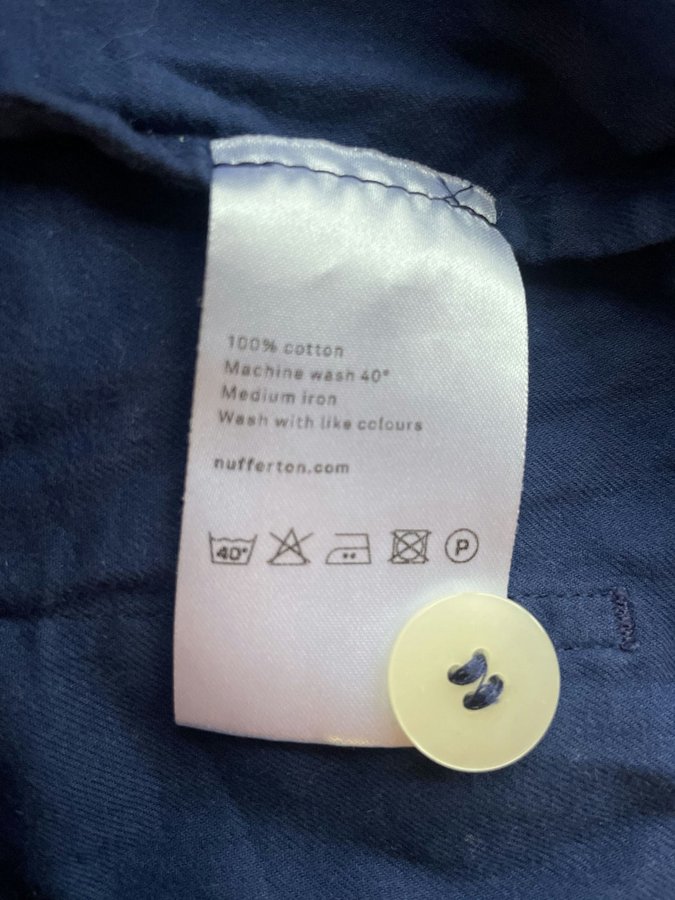 100% cotton
Machine wash 40°
Medium iron
Wash with like colours
nufferton.com
40° P